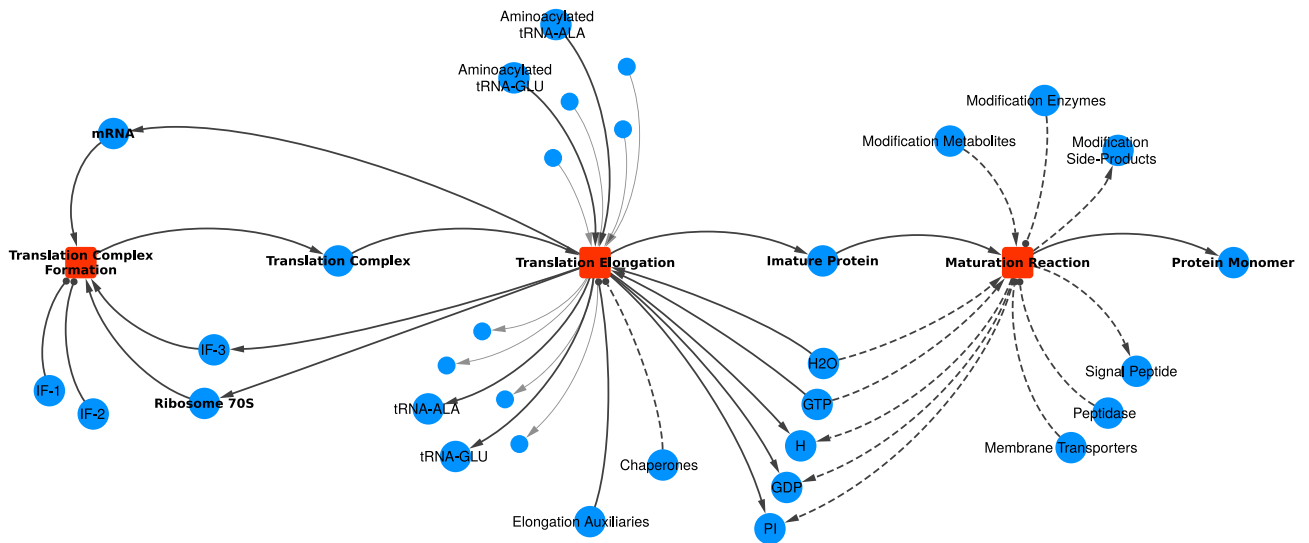 Aminoacylated
tRNA-ALA
Aminoacylated
tRNA-GLU
Modification Enzymes
mRNA
Modification Metabolites
Modification
Side-Products
Translation Complex
Formation
Translation Complex
Translation Elongation
Imature Protein
Maturation Reaction
Protein Monomer
IF-3
H2O
Signal Peptide
IF-1
IF-2
Ribosome 70S
tRNA-ALA
GTP
Peptidase
tRNA-GLU
Chaperones
H
Membrane Transporters
GDP
Elongation Auxiliaries
PI